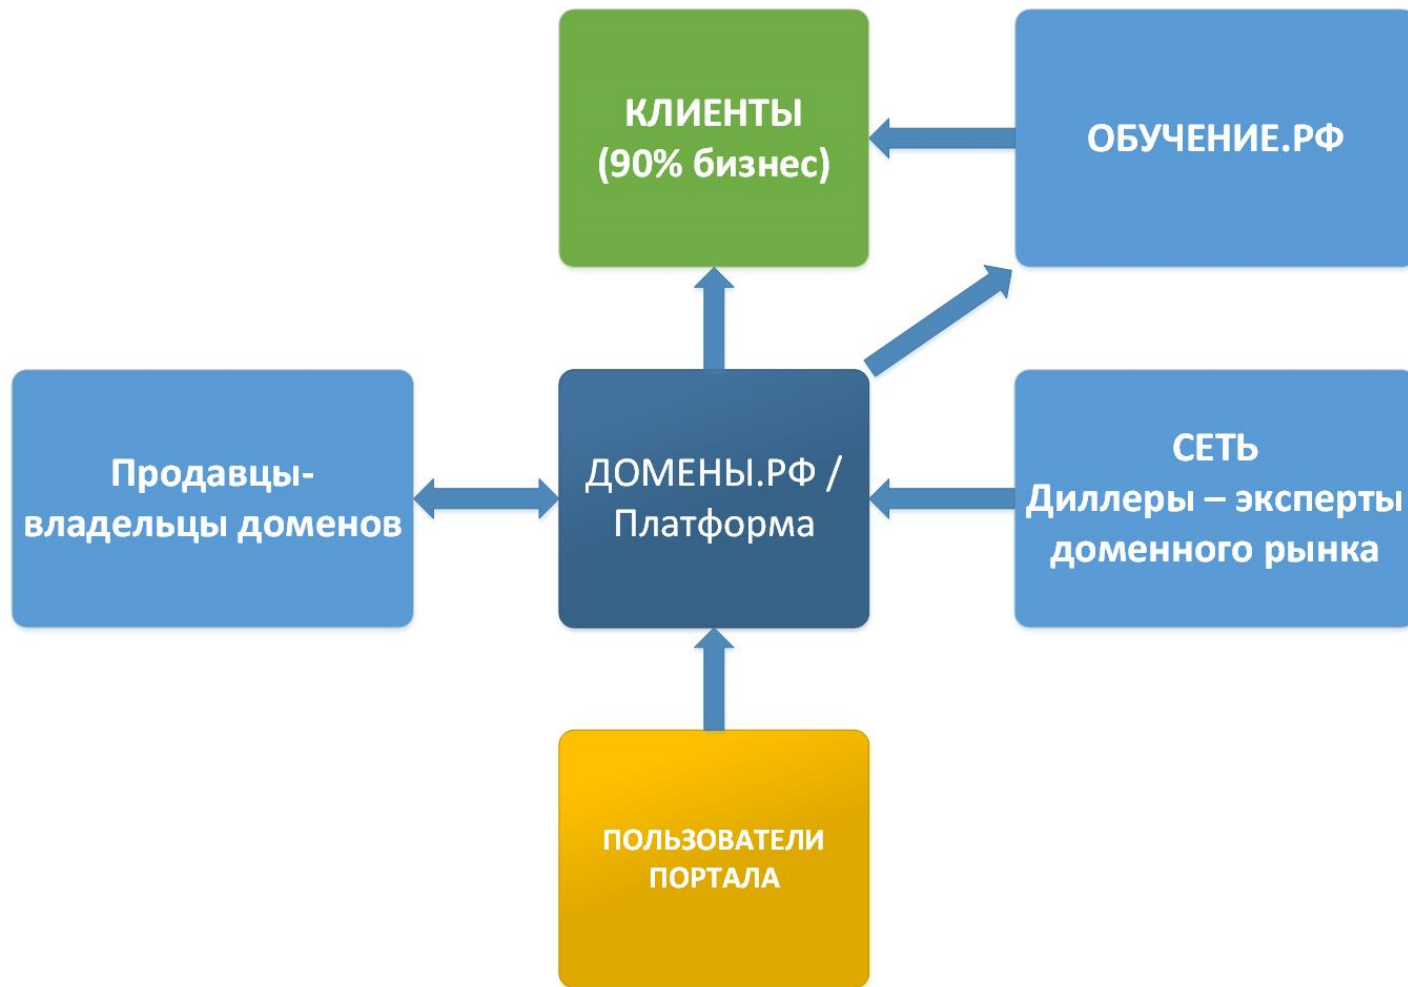 КЛИЕНТЫ
(90% бизнес)
ОБУЧЕНИЕ.РФ
Продавцы-
владельцы доменов
ДОМЕНЫ.РФ /
Платформа
СЕТЬ
Диллеры – эксперты
доменного рынка
ПОЛЬЗОВАТЕЛИ
ПОРТАЛА